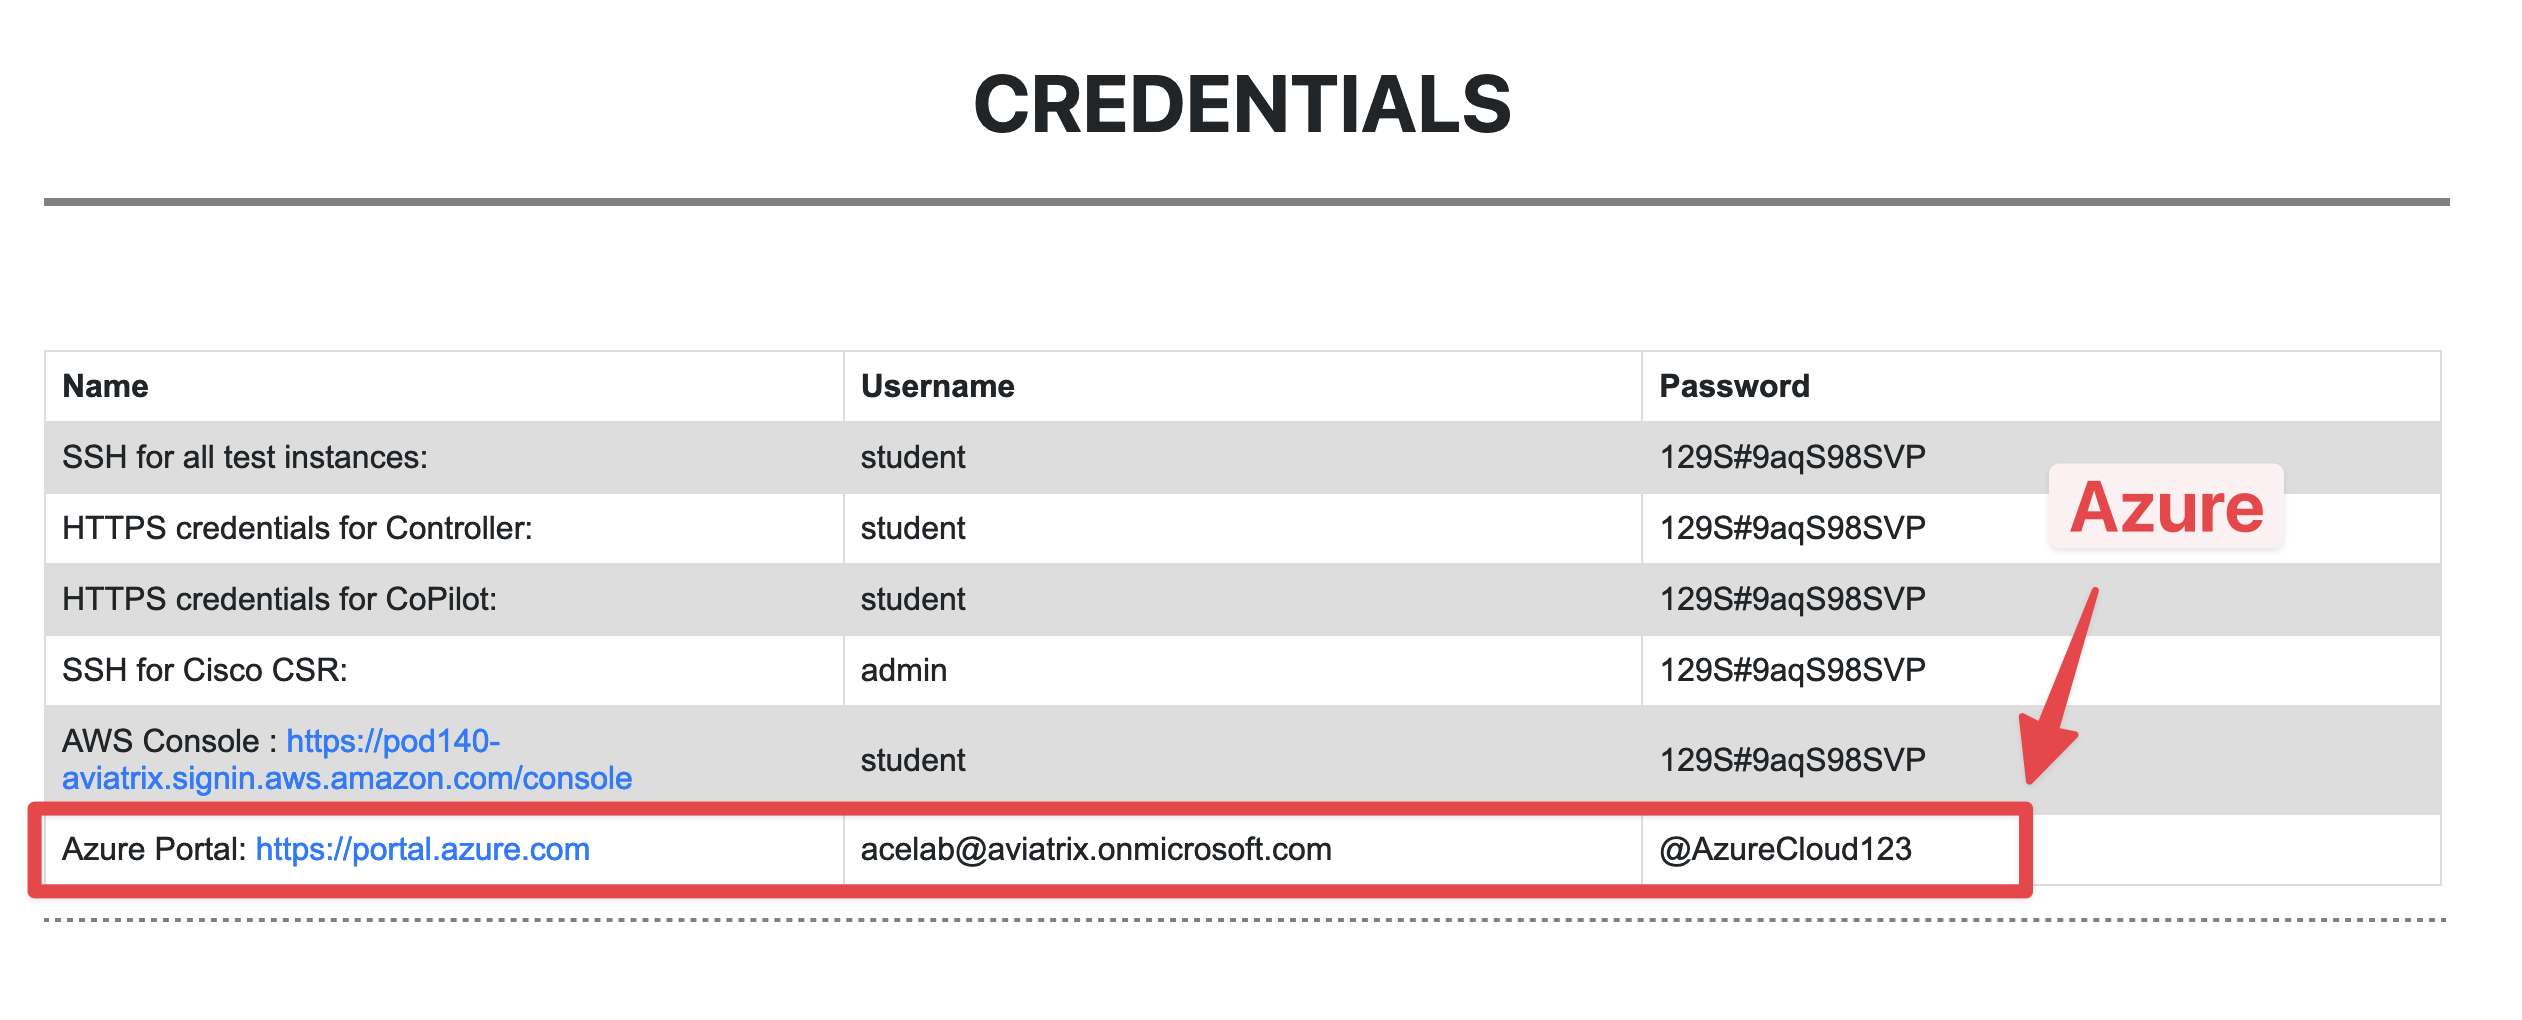 CREDENTIALS
Name Username Password
SSH for all test instances: student 129S#9aqS98SVP
HTTPS credentials for Controller: student 129S#9aqS98SVP
Azure
HTTPS credentials for CoPilot: student 129S#9aqS98SVP
SSH for Cisco CSR: admin 129S#9aqS98SVP
AWS Console : https://pod140-
aviatrix.signin.aws.amazon.com/console student 129S#9aqS98SVP
Azure Portal: https://portal.azure.com acelab@aviatrix.onmicrosoft.com @AzureCloud123